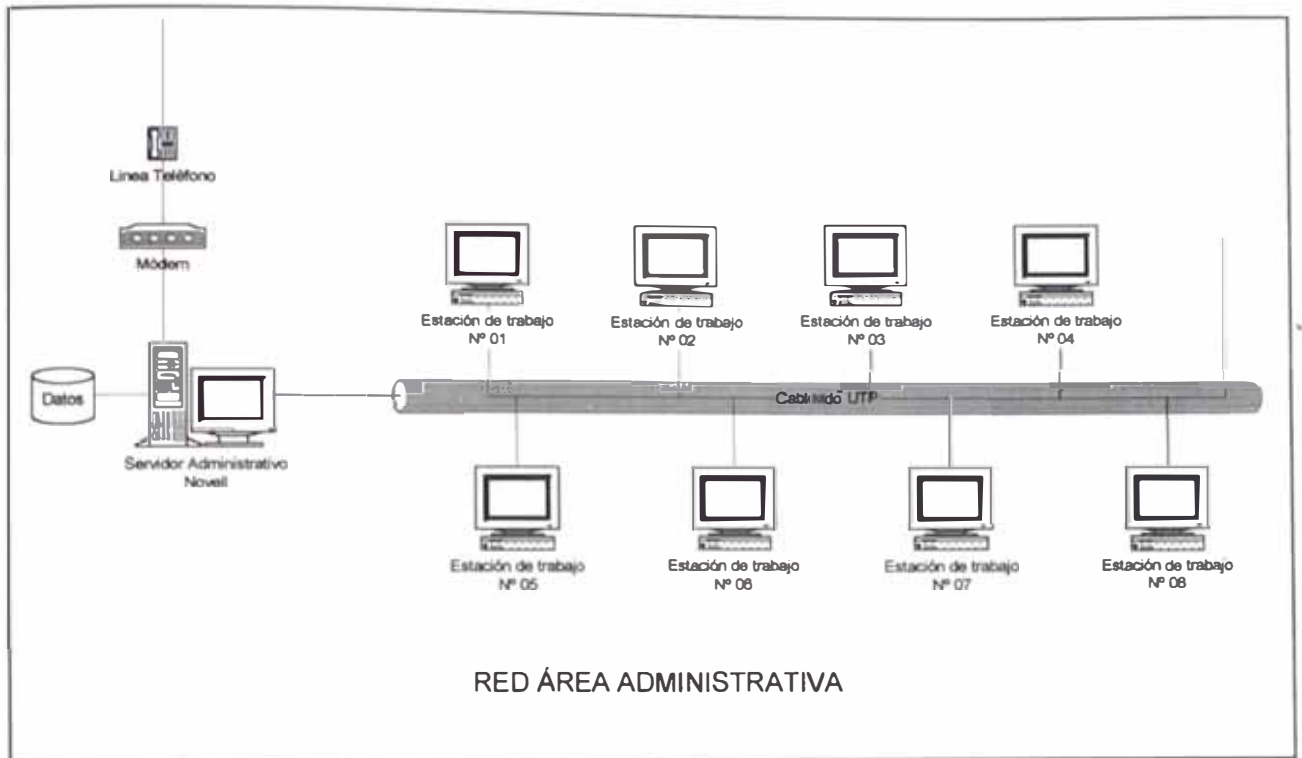 Linea Teléfono
Módem
Datos
Servidor Administrativo
Novell
Estación de trabajo
Nº 01
Estación de trabajo
Nº 02
Estación de trabajo
Nº 03
Estación de trabajo
Nº 04
UTP
Estación de trabajo
Nº 05
Estación de trabajo
Nº 06
Estación de trabajo
Nº 07
Estación de trabajo
Nº 08
RED ÁREA ADMINISTRATIVA